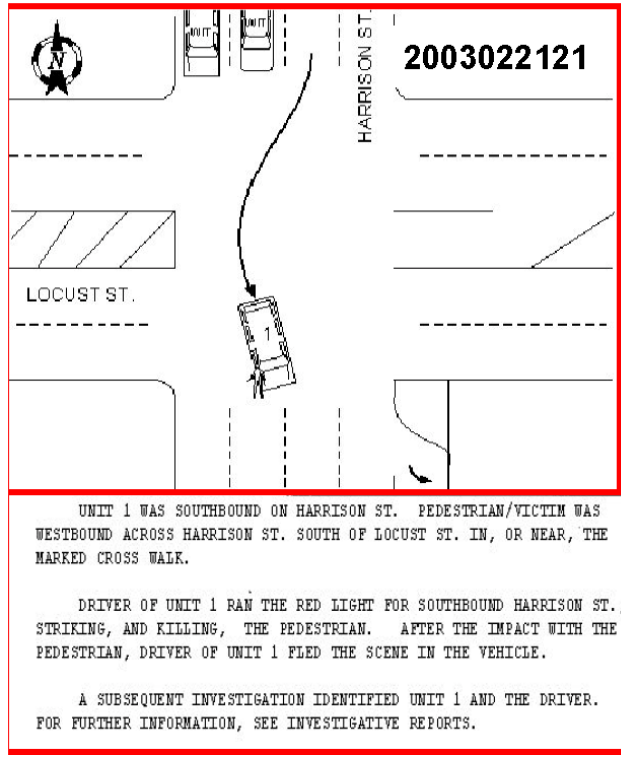 N
UNIT
UNIT
HARRISON ST.
2003022121
LOCUST ST.
1
UNIT 1 WAS SOUTHBOUND ON HARRISON ST. PEDESTRIAN/VICTIM WAS
WESTBOUND ACROSS HARRISON ST. SOUTH OF LOCUST ST. IN, OR NEAR, THE
MARKED CROSS WALK.
DRIVER OF UNIT 1 RAN THE RED LIGHT FOR SOUTHBOUND HARRISON ST.,
STRIKING, AND KILLING, THE PEDESTRIAN. AFTER THE IMPACT WITH THE
PEDESTRIAN, DRIVER OF UNIT 1 FLED THE SCENE IN THE VEHICLE.
A SUBSEQUENT INVESTIGATION IDENTIFIED UNIT 1 AND THE DRIVER.
FOR FURTHER INFORMATION, SEE INVESTIGATIVE REPORTS.